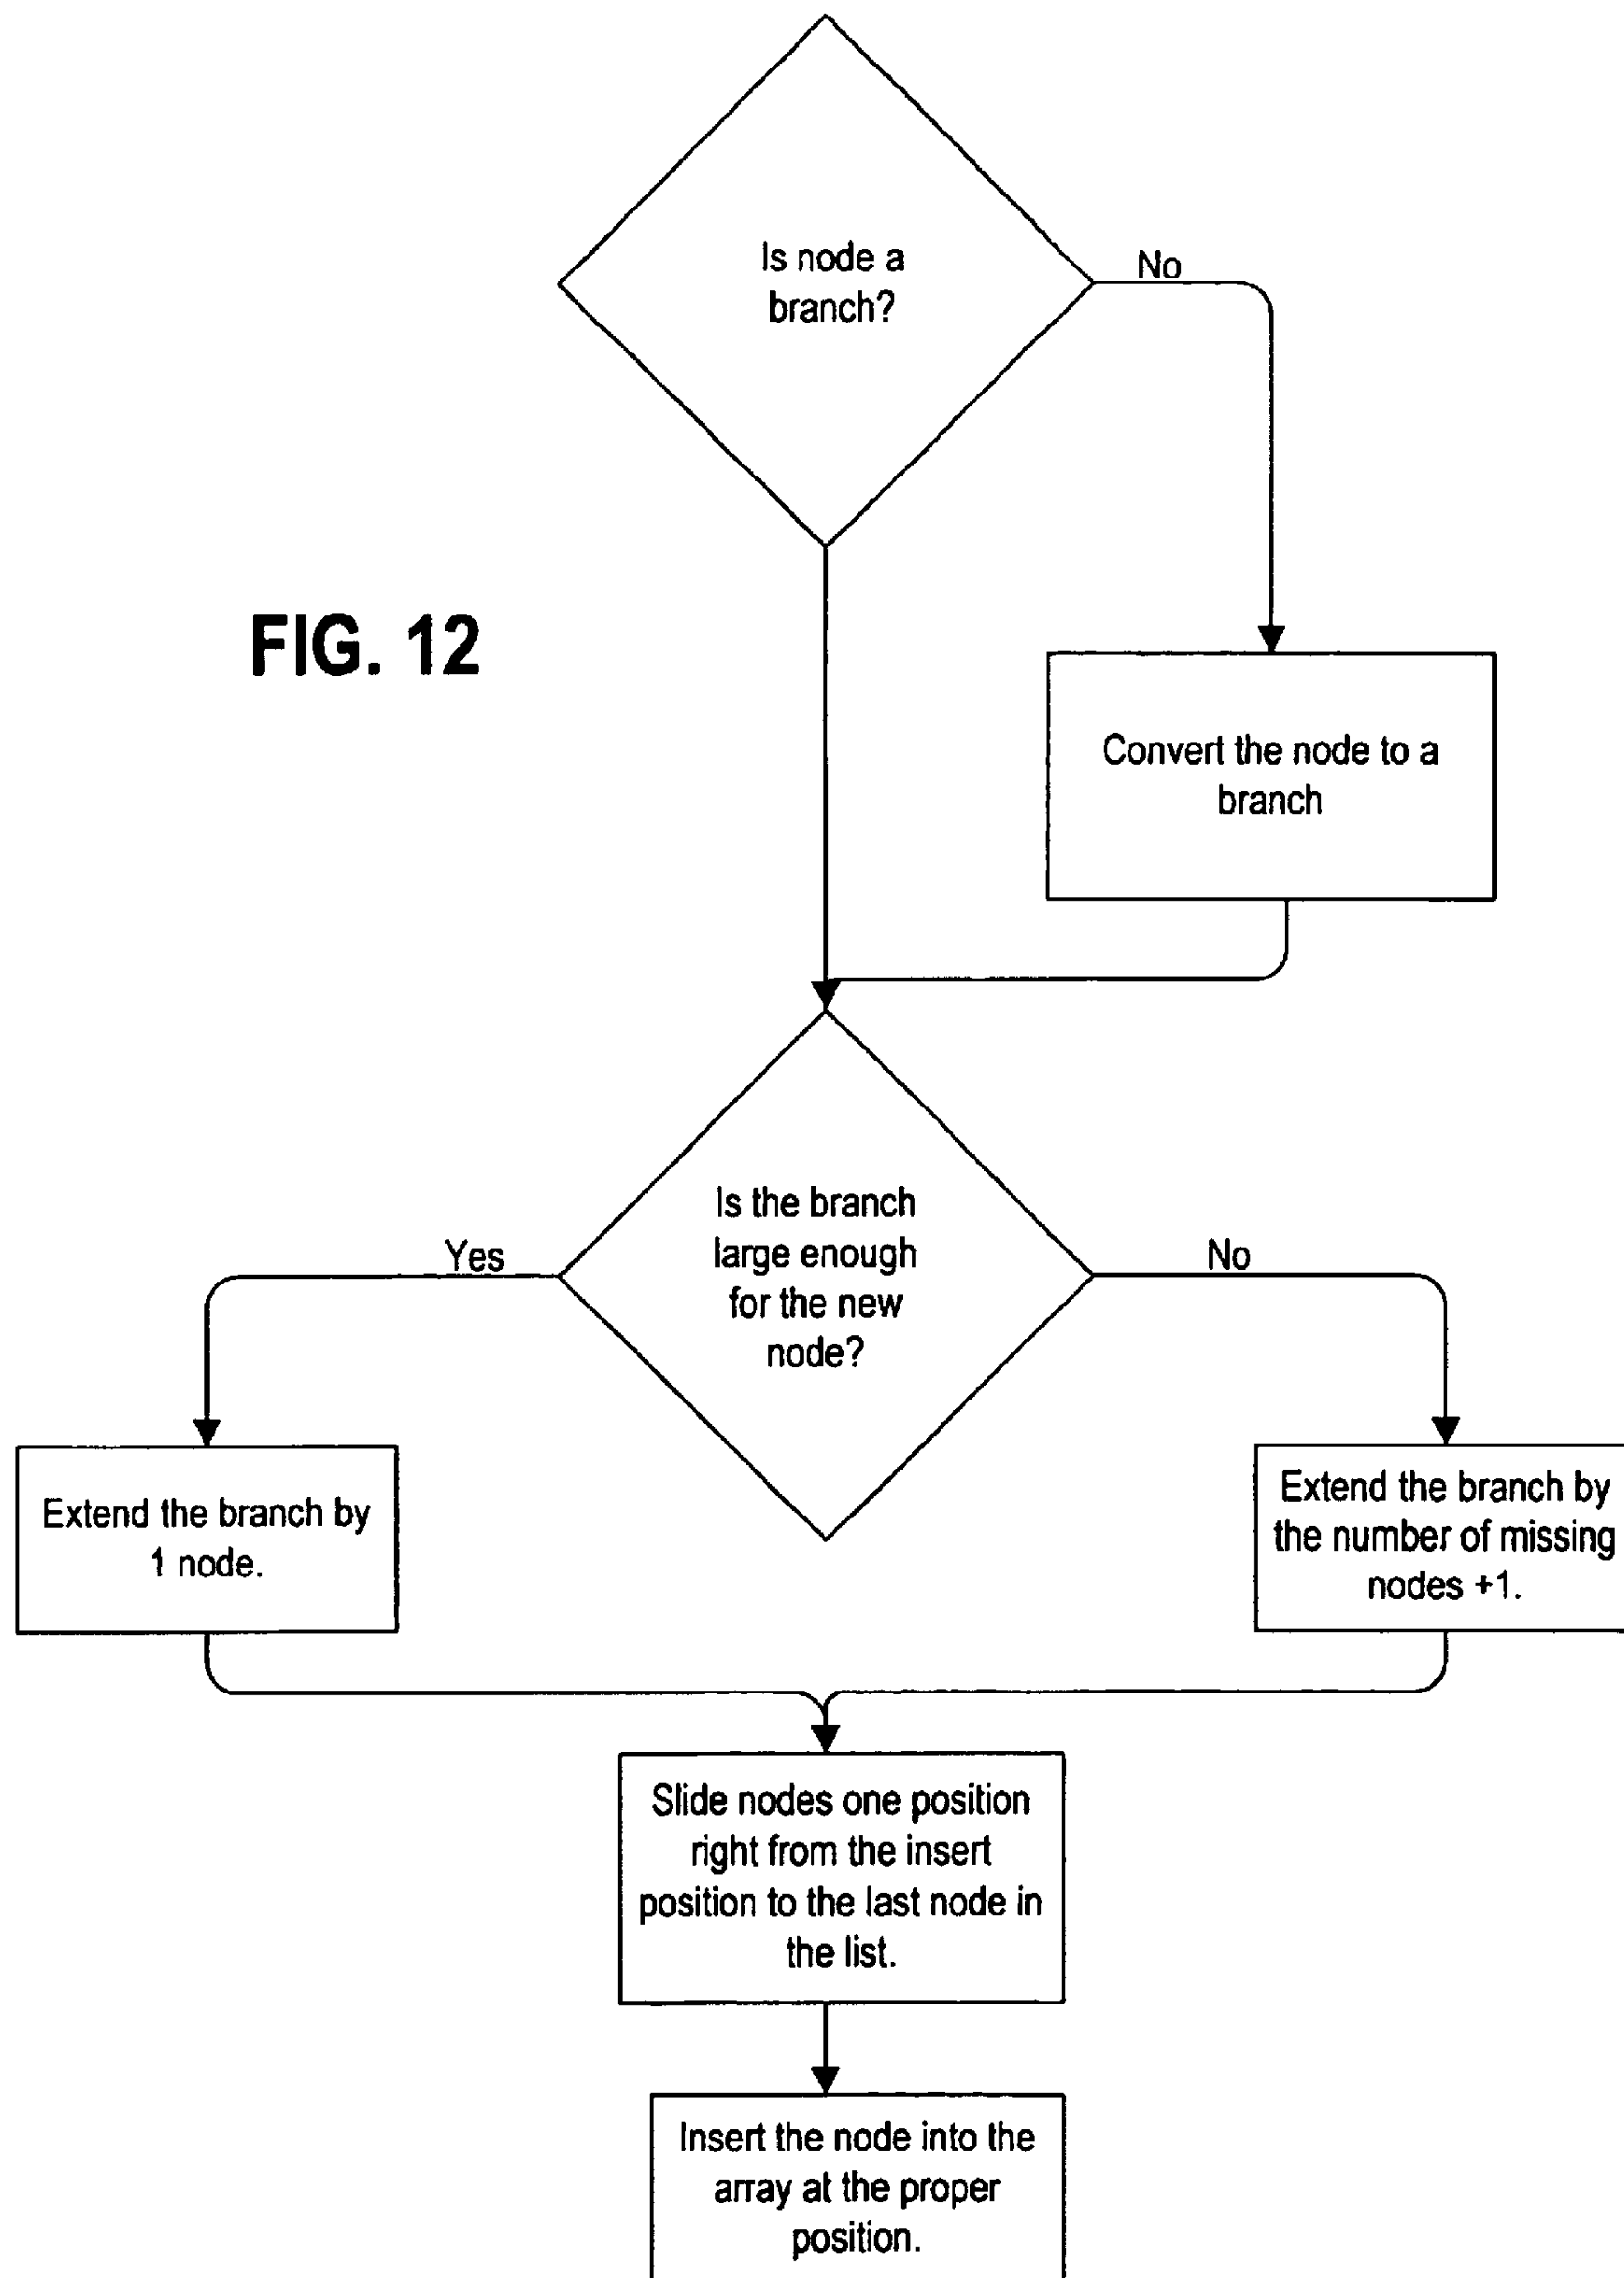 Is node a
branch?
No
FIG. 12
Convert the node to a
branch
Is the branch
large enough
for the new
node?
Yes
No
Extend the branch by
1 node.
Extend the branch by
the number of missing
nodes +1.
Slide nodes one position
right from the insert
position to the last node in
the list.
Insert the node into the
array at the proper
position.